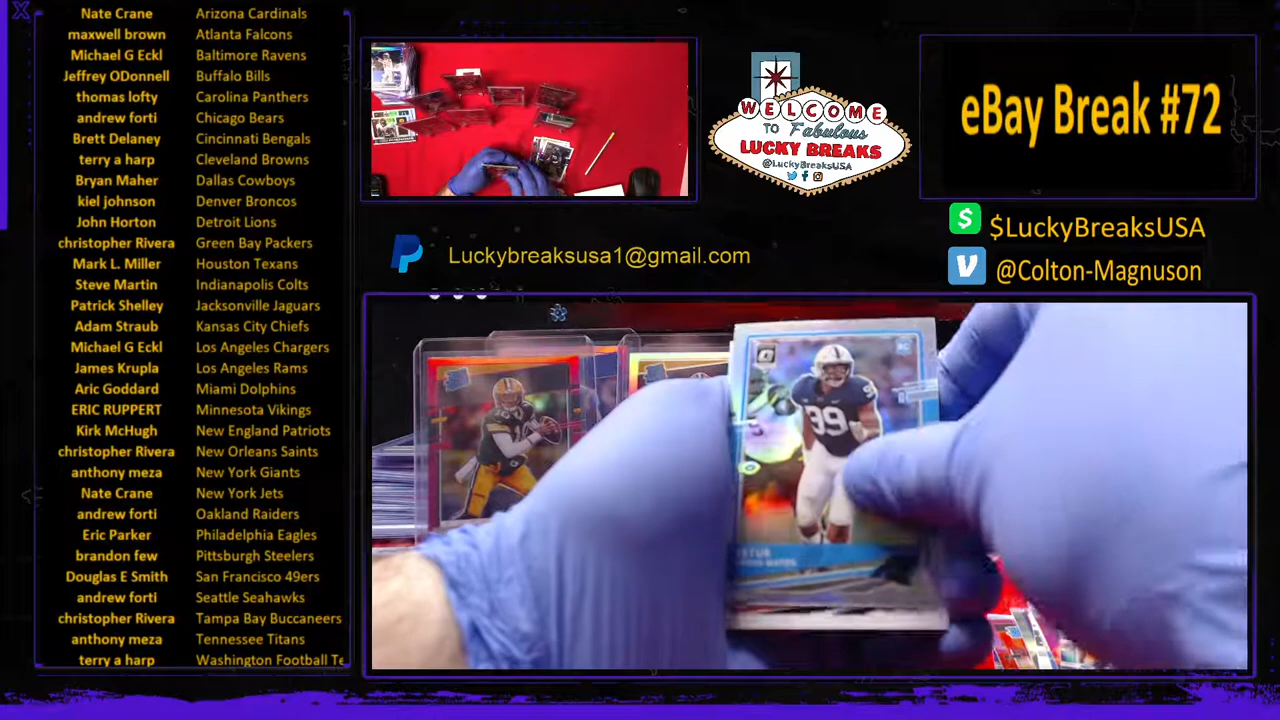 Nate Crane Arizona Cardinals
maxwell brown Atlanta Falcons
Michael G Eckl Baltimore Ravens
Jeffrey ODonnell Buffalo Bills
thomas lofty Carolina Panthers
andrew forti Chicago Bears
Brett Delaney Cincinnati Bengals
terry a harp Cleveland Browns
Bryan Maher Dallas Cowboys
kiel johnson Denver Broncos
John Horton Detroit Lions
christopher Rivera Green Bay Packers
Mark L. Miller Houston Texans
Steve Martin Indianapolis Colts
Patrick Shelley Jacksonville Jaguars
Adam Straub Kansas City Chiefs
Michael G Eckl Los Angeles Chargers
James Krupla Los Angeles Rams
Aric Goddard Miami Dolphins
ERIC RUPPERT Minnesota Vikings
Kirk McHugh New England Patriots
christopher Rivera New Orleans Saints
anthony meza New York Giants
Nate Crane New York Jets
andrew forti Oakland Raiders
Eric Parker Philadelphia Eagles
brandon few Pittsburgh Steelers
Douglas E Smith San Francisco 49ers
andrew forti Seattle Seahawks
christopher Rivera Tampa Bay Buccaneers
anthony meza Tennessee Titans
terry a harp Washington Football Te
WELCOME
TO Fabulous
LUCKY BREAKS
@LuckyBreaksUSA
eBay Break #72
$LuckyBreaksUSA
@Colton-Magnuson
Luckybreaksusa1@gmail.com
RC
99